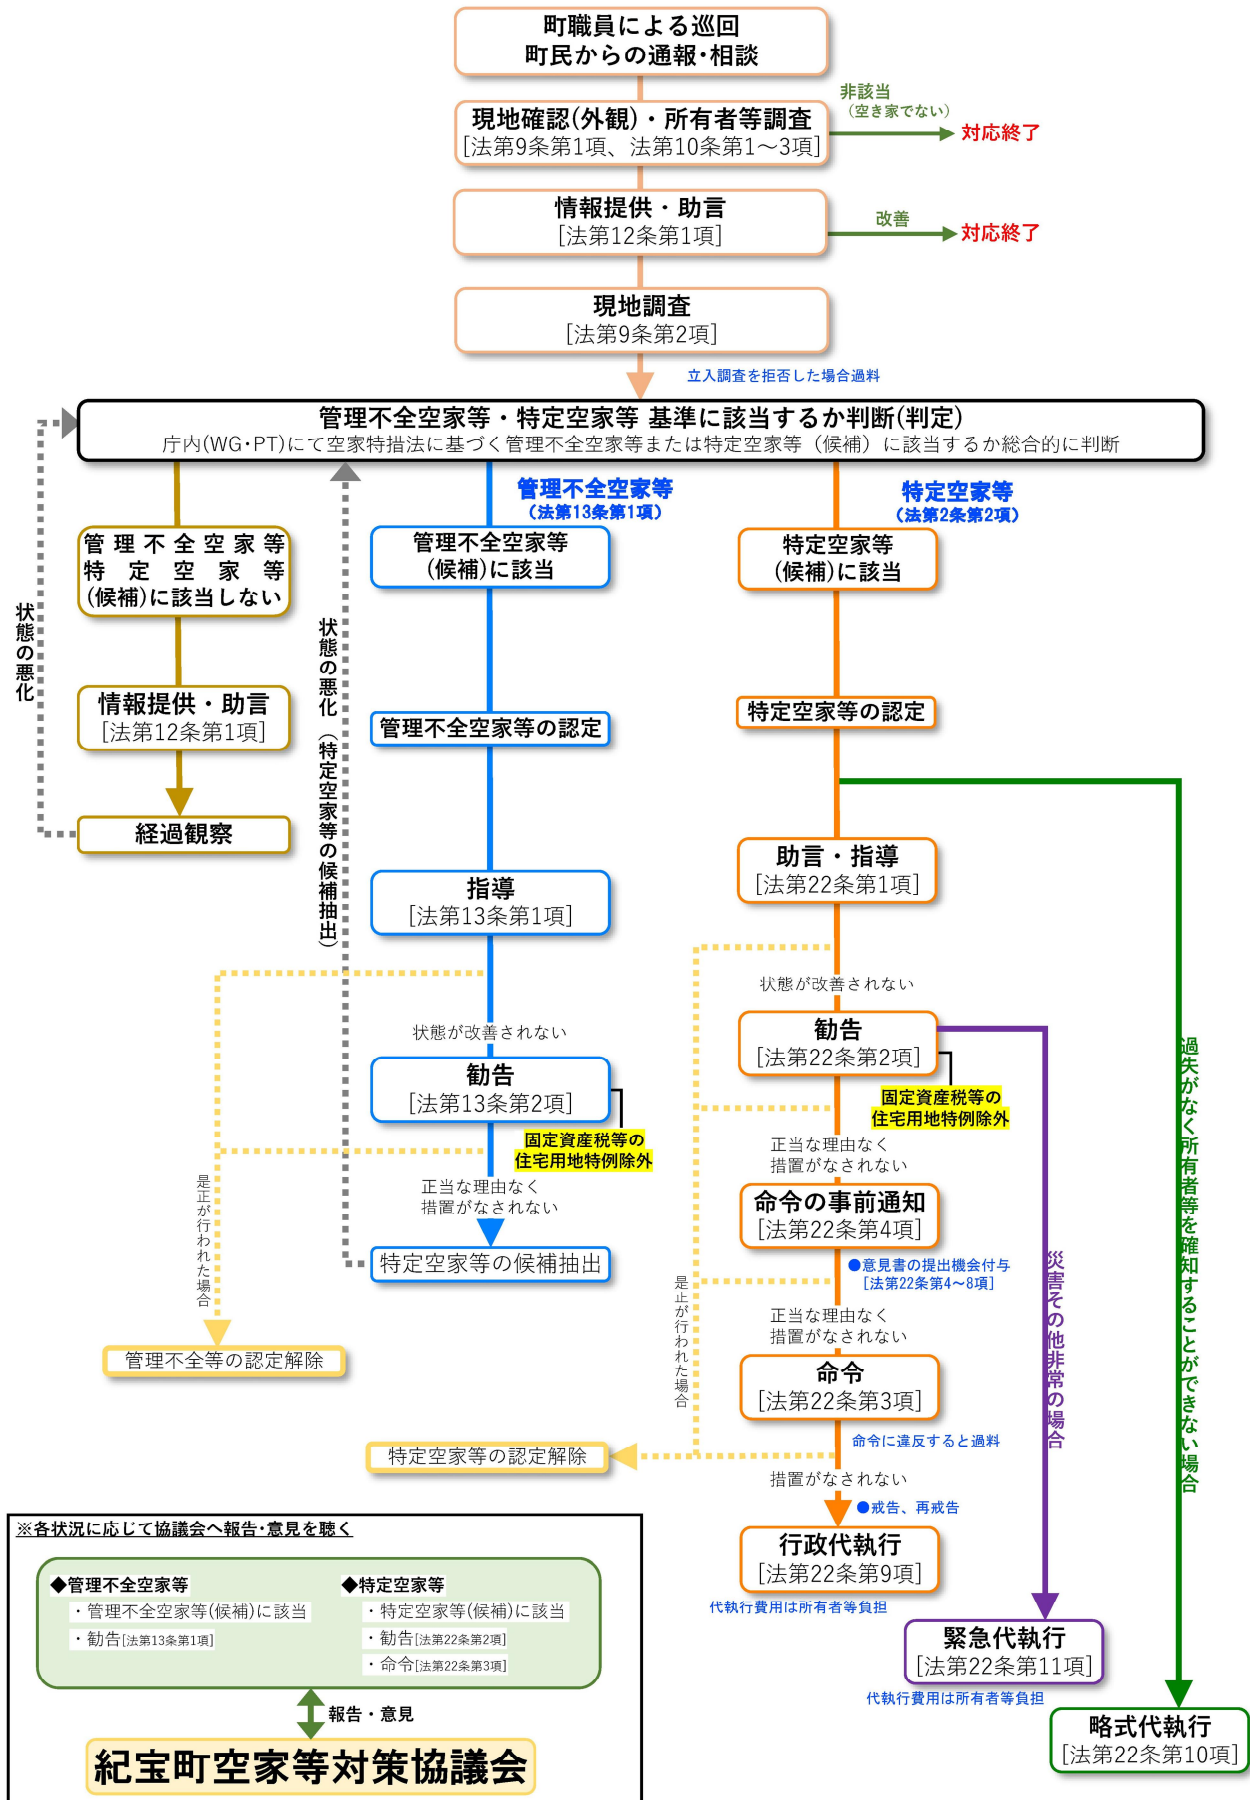 町職員による巡回
町民からの通報・相談
現地確認(外観)・所有者等調査
[法第9条第1項、法第10条第1～3項]
非該当
（空き家でない）
対応終了
情報提供・助言
[法第12条第1項]
改善
対応終了
現地調査
[法第9条第2項]
立入調査を拒否した場合過料
管理不全空家等・特定空家等 基準に該当するか判断(判定)
庁内(WG・PT)にて空家特措法に基づく管理不全空家等または特定空家等（候補）に該当するか総合的に判断
状態の悪化
管理不全空家等
特定空家等
(候補)に該当しない
情報提供・助言
[法第12条第1項]
経過観察
状態の悪化（特定空家等の候補抽出）
管理不全空家等
（法第13条第1項）
管理不全空家等
(候補)に該当
管理不全空家等の認定
指導
[法第13条第1項]
状態が改善されない
勧告
[法第13条第2項]
固定資産税等の
住宅用地特例除外
正当な理由なく
措置がなされない
特定空家等の候補抽出
是正が行われた場合
管理不全等の認定解除
特定空家等
（法第2条第2項）
特定空家等
(候補)に該当
特定空家等の認定
助言・指導
[法第22条第1項]
状態が改善されない
勧告
[法第22条第2項]
固定資産税等の
住宅用地特例除外
正当な理由なく
措置がなされない
命令の事前通知
[法第22条第4項]
●意見書の提出機会付与
[法第22条第4～8項]
正当な理由なく
措置がなされない
命令
[法第22条第3項]
命令に違反すると過料
是正が行われた場合
特定空家等の認定解除
措置がなされない
●戒告、再戒告
行政代執行
[法第22条第9項]
代執行費用は所有者等負担
災害その他非常の場合
緊急代執行
[法第22条第11項]
代執行費用は所有者等負担
過失がなく所有者等を確知することができない場合
略式代執行
[法第22条第10項]
※各状況に応じて協議会へ報告・意見を聴く
◆管理不全空家等
・管理不全空家等(候補)に該当
・勧告[法第13条第1項]
◆特定空家等
・特定空家等(候補)に該当
・勧告[法第22条第2項]
・命令[法第22条第3項]
報告・意見
紀宝町空家等対策協議会